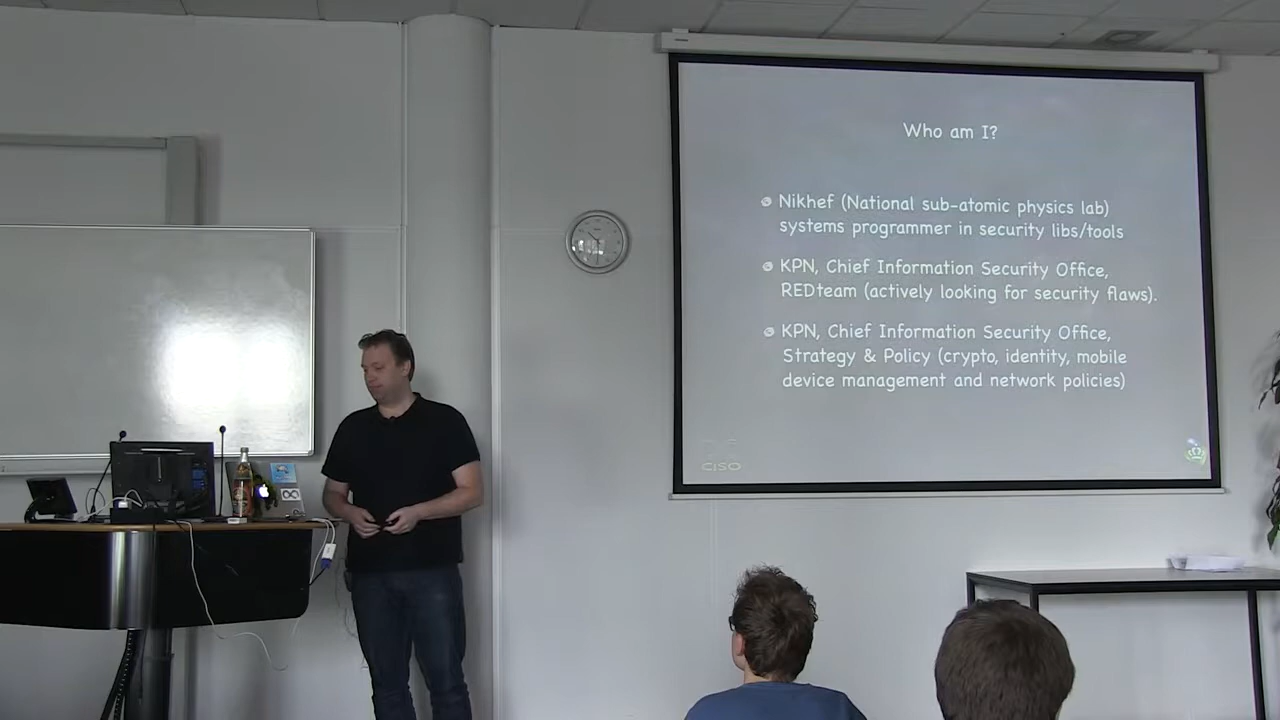 Who am I?
Nikhef (National sub-atomic physics lab)
systems programmer in security libs/tools
KPN, Chief Information Security Office,
REDteam (actively looking for security flaws).
KPN, Chief Information Security Office,
Strategy & Policy (crypto, identity, mobile
device management and network policies)
CISO